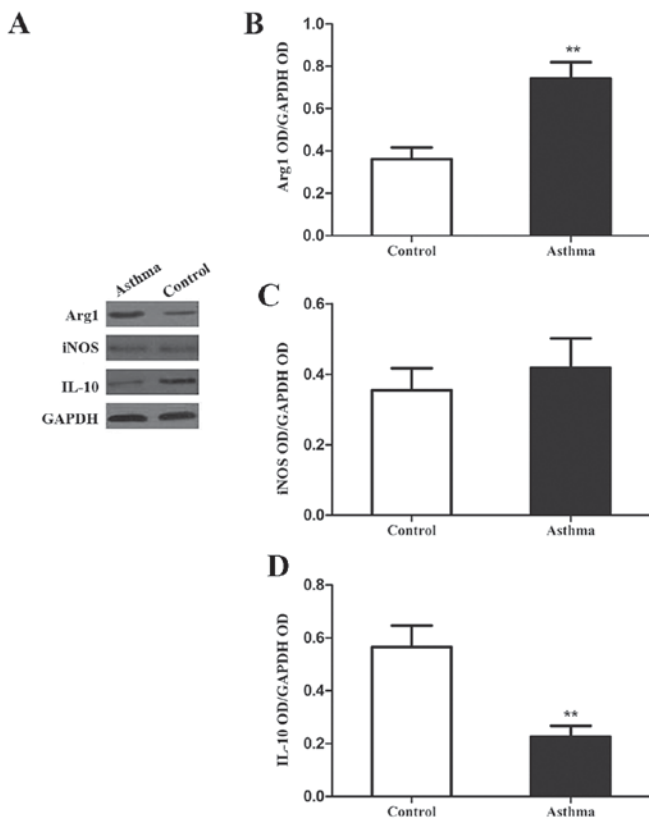 A
Asthma Control
Arg1
iNOS
IL-10
GAPDH
B
Arg1 OD/GAPDH OD
1.0
0.8
0.6
0.4
0.2
0.0
**
Control Asthma
C
iNOS OD/GAPDH OD
0.6
0.4
0.2
0.0
Control Asthma
D
IL-10 OD/GAPDH OD
0.8
0.6
0.4
0.2
0.0
**
Control Asthma